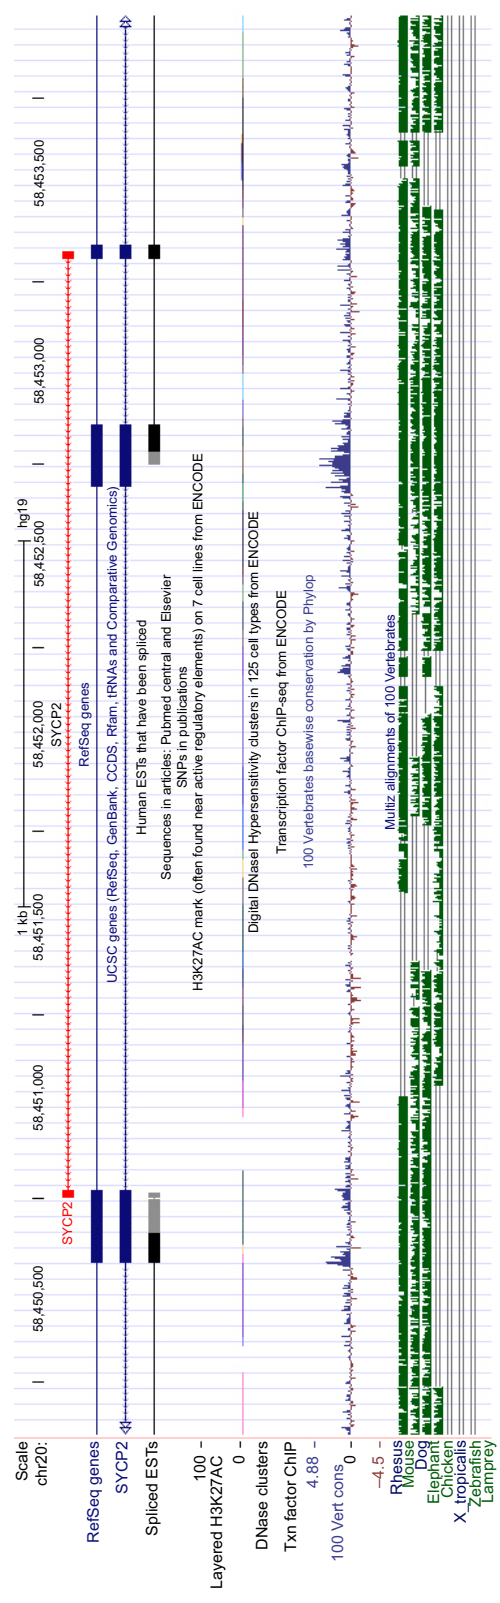 Scale
1 kb
hg19
chr20:
58,450,500
58,451,000
58,451,500
58,452,000
58,452,500
58,453,000
58,453,500
SYCP2
SYCP2
RefSeq genes
RefSeq genes
UCSC genes (RefSeq, GenBank, CCDS, Rfam, tRNAs and Comparative Genomics)
SYCP2
Human ESTs that have been spliced
Spliced ESTs
Sequences in articles: Pubmed central and Elsevier
SNPs in publications
H3K27AC mark (often found near active regulatory elements) on 7 cell lines from ENCODE
100
Layered H3K27AC
0
Digital DNaseI Hypersensitivity clusters in 125 cell types from ENCODE
DNase clusters
Transcription factor ChIP-seq from ENCODE
Txn factor ChIP
100 Vertebrates basewise conservation by Phylop
4.88
100 Vert cons
0
–4.5
Multiz alignments of 100 Vertebrates
Rhesus
Mouse
Dog
Elephant
Chicken
X_tropicalis
Zebrafish
Lamprey